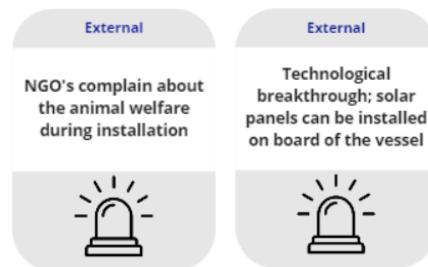 External
NGO's complain about
the animal welfare
during installation
External
Technological
breakthrough; solar
panels can be installed
on board of the vessel